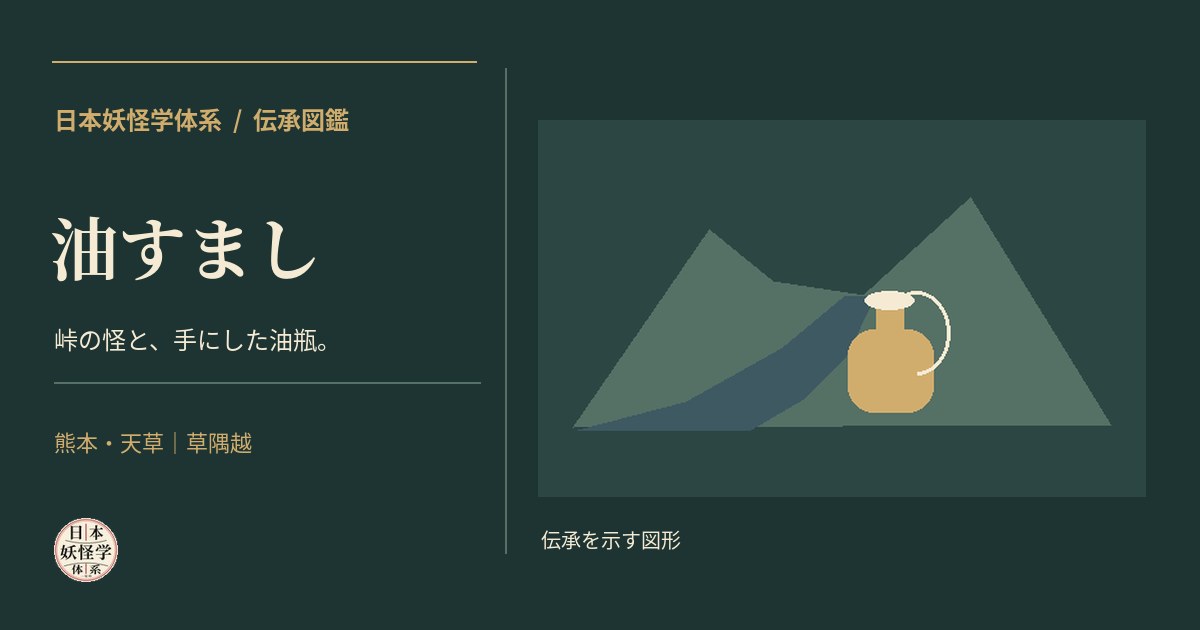 日本妖怪学体系 / 伝承図鑑
油すまし
峠の怪と、手にした油瓶。
熊本・天草｜草隅越
日本
妖怪学
体系
伝承を示す図形